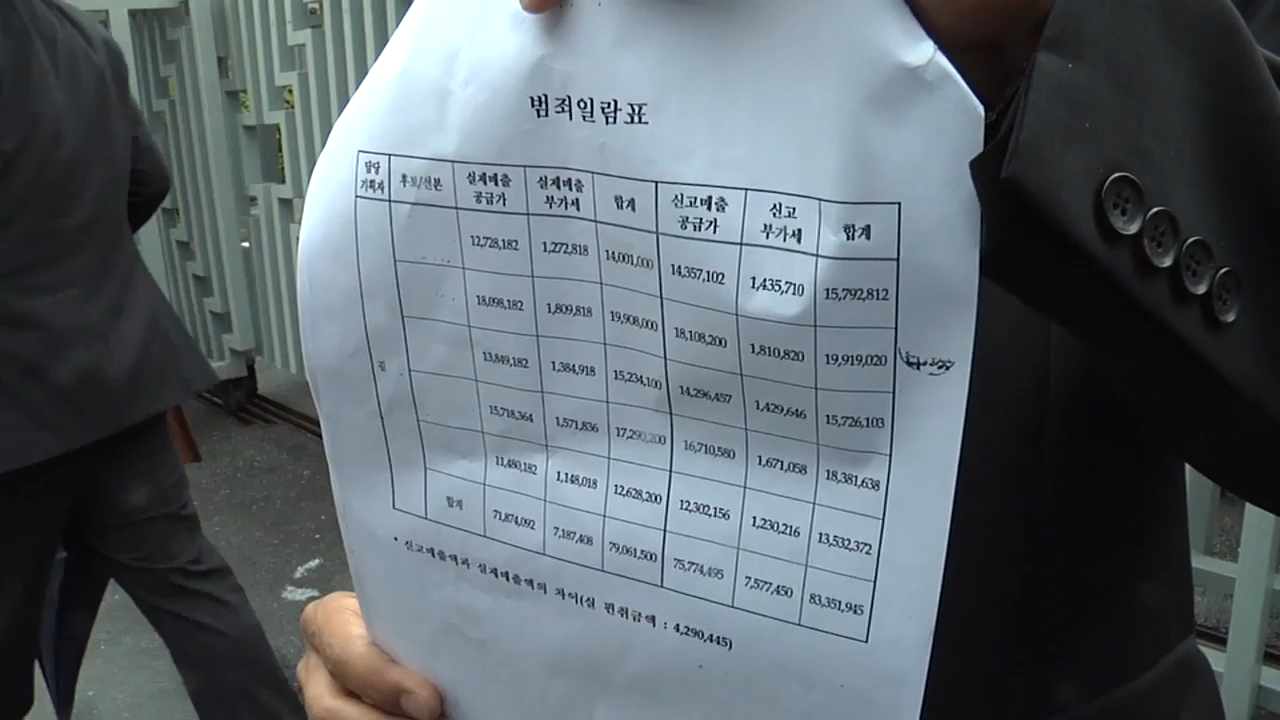 범죄일람표
담당 기획자 후보/선본 실제매출 공급가 실제매출 부가세 합계 신고매출 공급가 신고 부가세 합계
김
12,728,182 1,272,818 14,001,000 14,357,102 1,435,710 15,792,812
18,098,182 1,809,818 19,908,000 18,108,200 1,810,820 19,919,020
13,849,182 1,384,918 15,234,100 14,296,457 1,429,646 15,726,103
15,718,364 1,571,836 17,290,200 16,710,580 1,671,058 18,381,638
11,480,182 1,148,018 12,628,200 12,302,156 1,230,216 13,532,372
합계 71,874,092 7,187,408 79,061,500 75,774,495 7,577,450 83,351,945
* 신고매출액과 실제매출액의 차이(실 편취금액 : 4,290,445)